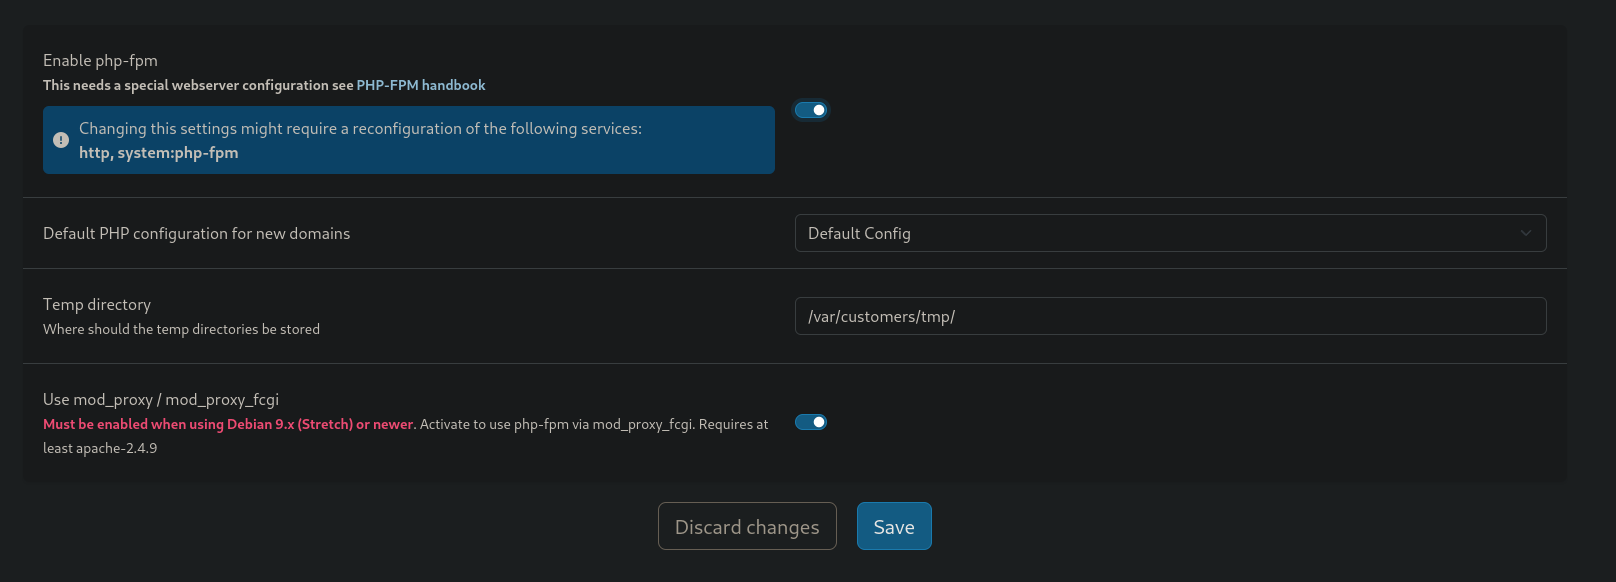 Enable php-fpm
This needs a special webserver configuration see PHP-FPM handbook
Changing this settings might require a reconfiguration of the following services:
http, system:php-fpm
Default PHP configuration for new domains
Default Config
Temp directory
Where should the temp directories be stored
/var/customers/tmp/
Use mod_proxy / mod_proxy_fcgi
Must be enabled when using Debian 9.x (Stretch) or newer. Activate to use php-fpm via mod_proxy_fcgi. Requires at
least apache-2.4.9
Discard changes
Save